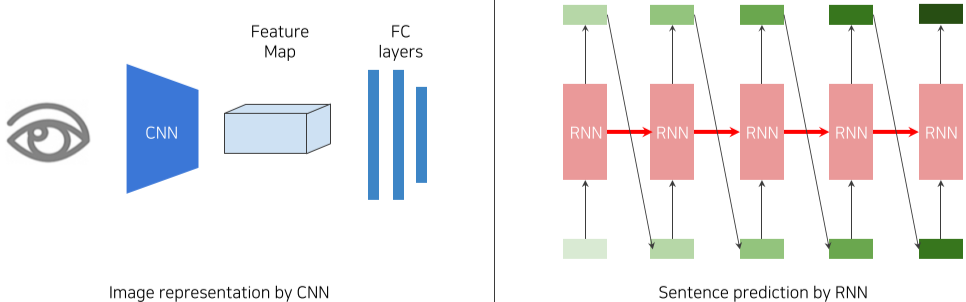 Feature
Map
FC
layers
CNN
Image representation by CNN
RNN
RNN
RNN
RNN
RNN
Sentence prediction by RNN